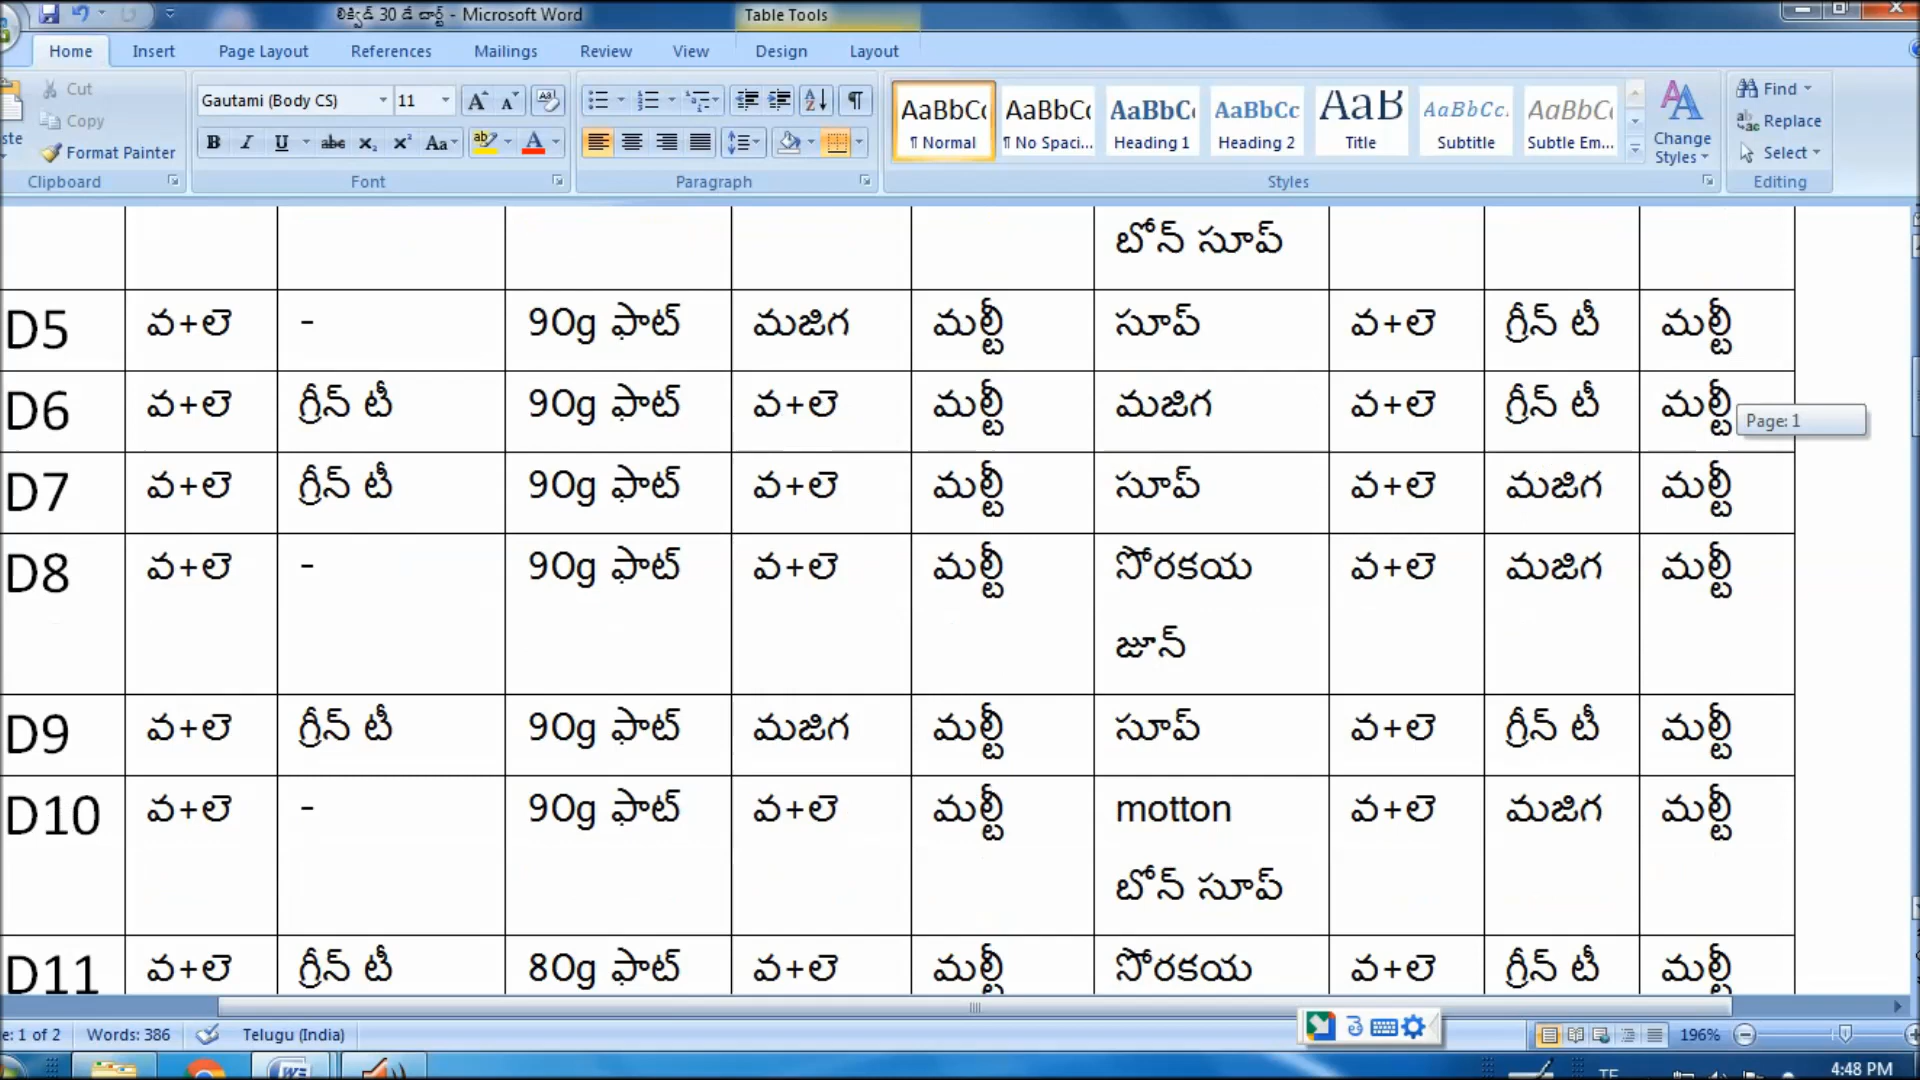 లిక్విడ్ 30 డే చార్ట్ - Microsoft Word
Table Tools
Home Insert Page Layout References Mailings Review View Design Layout
Cut
Copy
Format Painter
Clipboard
Gautami (Body CS) 11
Font
Paragraph
AaBbCc AaBbCc AaBbC AaBbCc AaB AaBbCc. AaBbCc
¶ Normal ¶ No Spaci... Heading 1 Heading 2 Title Subtitle Subtle Em...
Change Styles
Styles
Find
Replace
Select
Editing
బోన్ సూప్
D5 వ+లె - 90g ఫాట్ మజిగ మల్టీ సూప్ వ+లె గ్రీన్ టీ మల్టీ
D6 వ+లె గ్రీన్ టీ 90g ఫాట్ వ+లె మల్టీ మజిగ వ+లె గ్రీన్ టీ మల్టీ
Page: 1
D7 వ+లె గ్రీన్ టీ 90g ఫాట్ వ+లె మల్టీ సూప్ వ+లె మజిగ మల్టీ
D8 వ+లె - 90g ఫాట్ వ+లె మల్టీ సోరకయ వ+లె మజిగ మల్టీ
జూన్
D9 వ+లె గ్రీన్ టీ 90g ఫాట్ మజిగ మల్టీ సూప్ వ+లె గ్రీన్ టీ మల్టీ
D10 వ+లె - 90g ఫాట్ వ+లె మల్టీ motton వ+లె మజిగ మల్టీ
బోన్ సూప్
D11 వ+లె గ్రీన్ టీ 80g ఫాట్ వ+లె మల్టీ సోరకయ వ+లె గ్రీన్ టీ మల్టీ
e: 1 of 2 Words: 386 Telugu (India) తె 196%
4:48 PM